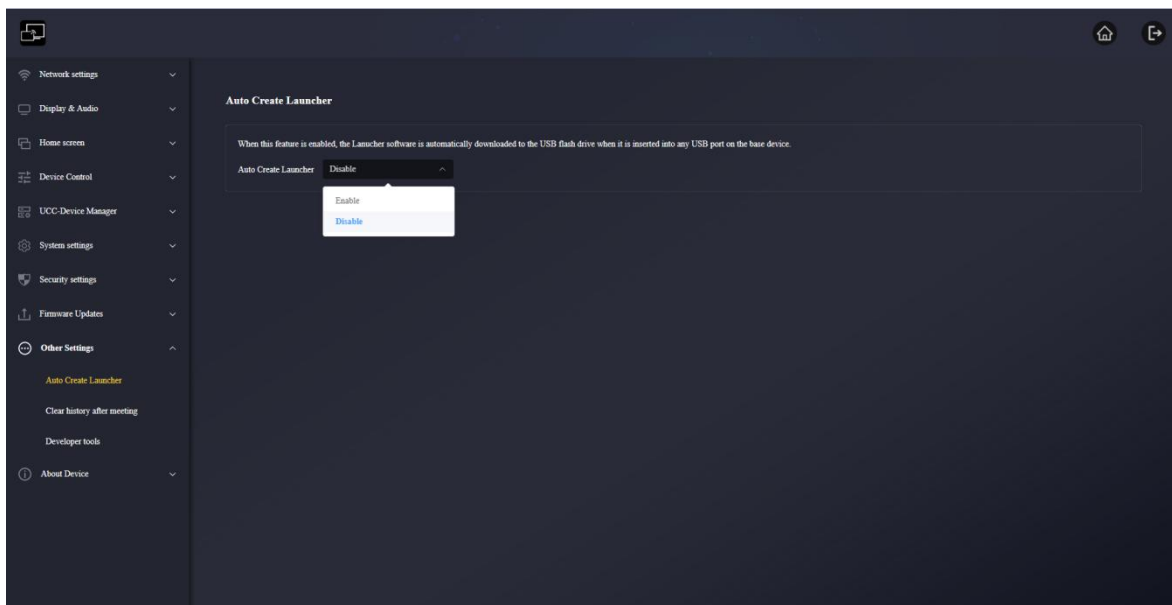 Network settings
Display & Audio
Home screen
Device Control
UCC-Device Manager
System settings
Security settings
Firmware Updates
Other Settings
Auto Create Launcher
Clear history after meeting
Developer tools
About Device
Auto Create Launcher
When this feature is enabled, the Lanucher software is automatically downloaded to the USB flash drive when it is inserted into any USB port on the base device.
Auto Create Launcher Disable
Enable
Disable